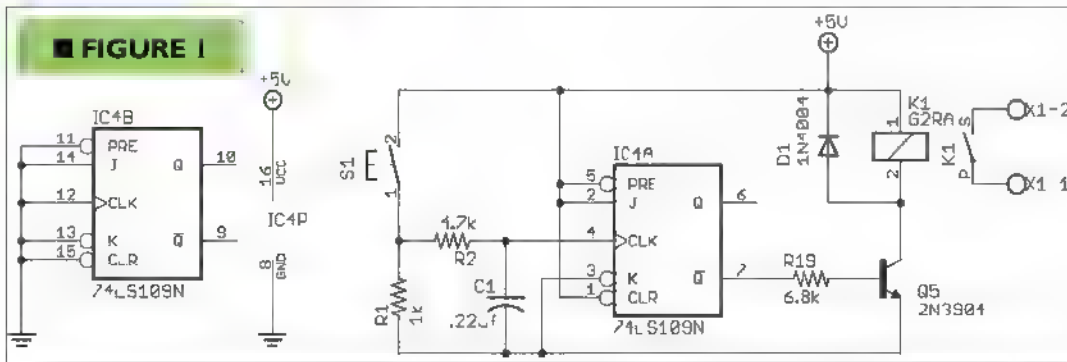 FIGURE 1
+5V
IC4B
11
PRE
14
J
Q
10
12
CLK
13
K
Q
9
15
CLR
74LS109N
+5V
16
VCC
IC4P
8
GND
S1
2
1
4.7k
R2
R1
1k
C1
.22uf
IC4A
5
PRE
2
J
Q
6
4
CLK
3
K
Q
7
1
CLR
74LS109N
+5V
D1
1N4004
K1
G2RA
1
2
K1
S
P
X1-2
X1 1
R19
6.8k
Q5
2N3904